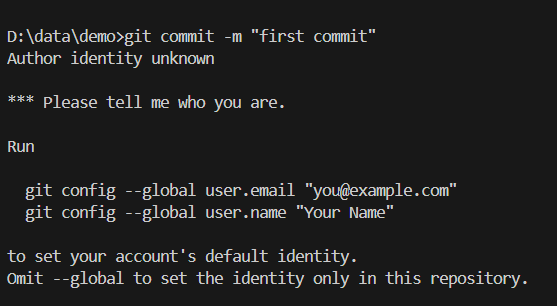 D:\data\demo>git commit -m "first commit"
Author identity unknown
*** Please tell me who you are.
Run
git config --global user.email "you@example.com"
git config --global user.name "Your Name"
to set your account's default identity.
Omit --global to set the identity only in this repository.